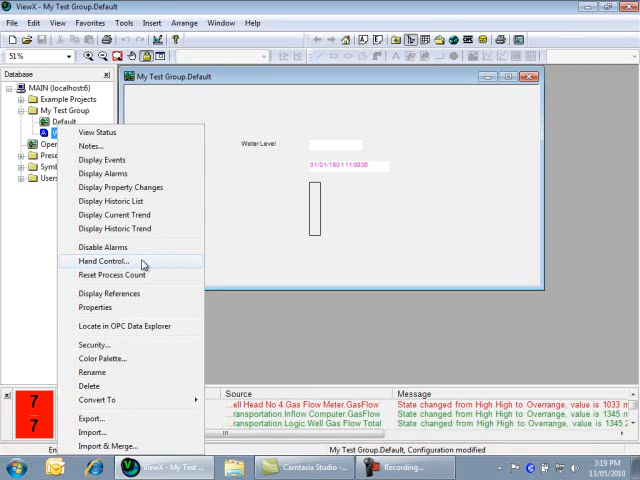 ViewX - My Test Group.Default
File Edit View Favorites Tools Insert Arrange Window Help
51%
Database
MAIN (localhost:6)
Example Projects
My Test Group
Default
Symb
Users
My Test Group.Default
Water Level
View Status
Notes...
Display Events
Display Alarms
Display Property Changes
Display Historic List
Display Current Trend
Display Historic Trend
Disable Alarms
Hand Control...
Reset Process Count
Display References
Properties
Locate in OPC Data Explorer
Security...
Color Palette...
Rename
Delete
Convert To
Export...
Import...
Import & Merge...
7
7
Source Message
...ell Head No 4.Gas Flow Meter.GasFlow State changed from High High to Overrange, value is 1033 m
...ransportation.Inflow Computer.GasFlow State changed from High High to Overrange, value is 1345 m
...ransportation.Logic.Well Gas Flow Total State changed from High High to Overrange, value is 1345.2
My Test Group.Default, Configuration modified
ViewX - My Test ...
Camtasia Studio -...
Recording...
3:19 PM
13/05/2010